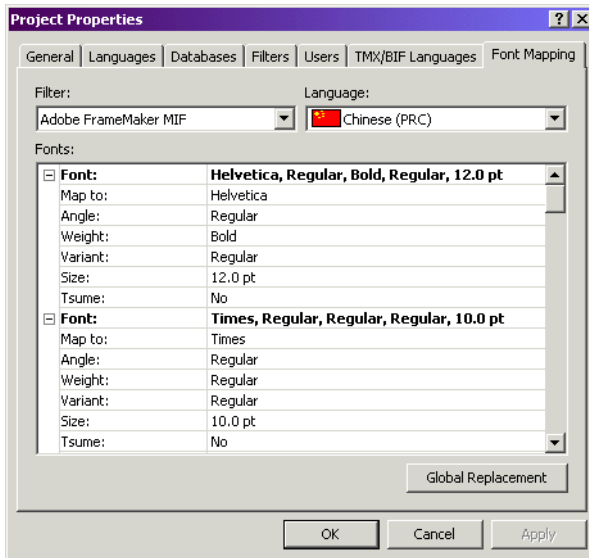 Project Properties
General Languages Databases Filters Users TMX/BIF Languages Font Mapping
Filter: Language:
Adobe FrameMaker MIF Chinese (PRC)
Fonts:
Font: Helvetica, Regular, Bold, Regular, 12.0 pt
Map to: Helvetica
Angle: Regular
Weight: Bold
Variant: Regular
Size: 12.0 pt
Tsume: No
Font: Times, Regular, Regular, Regular, 10.0 pt
Map to: Times
Angle: Regular
Weight: Regular
Variant: Regular
Size: 10.0 pt
Tsume: No
Global Replacement
OK Cancel Apply